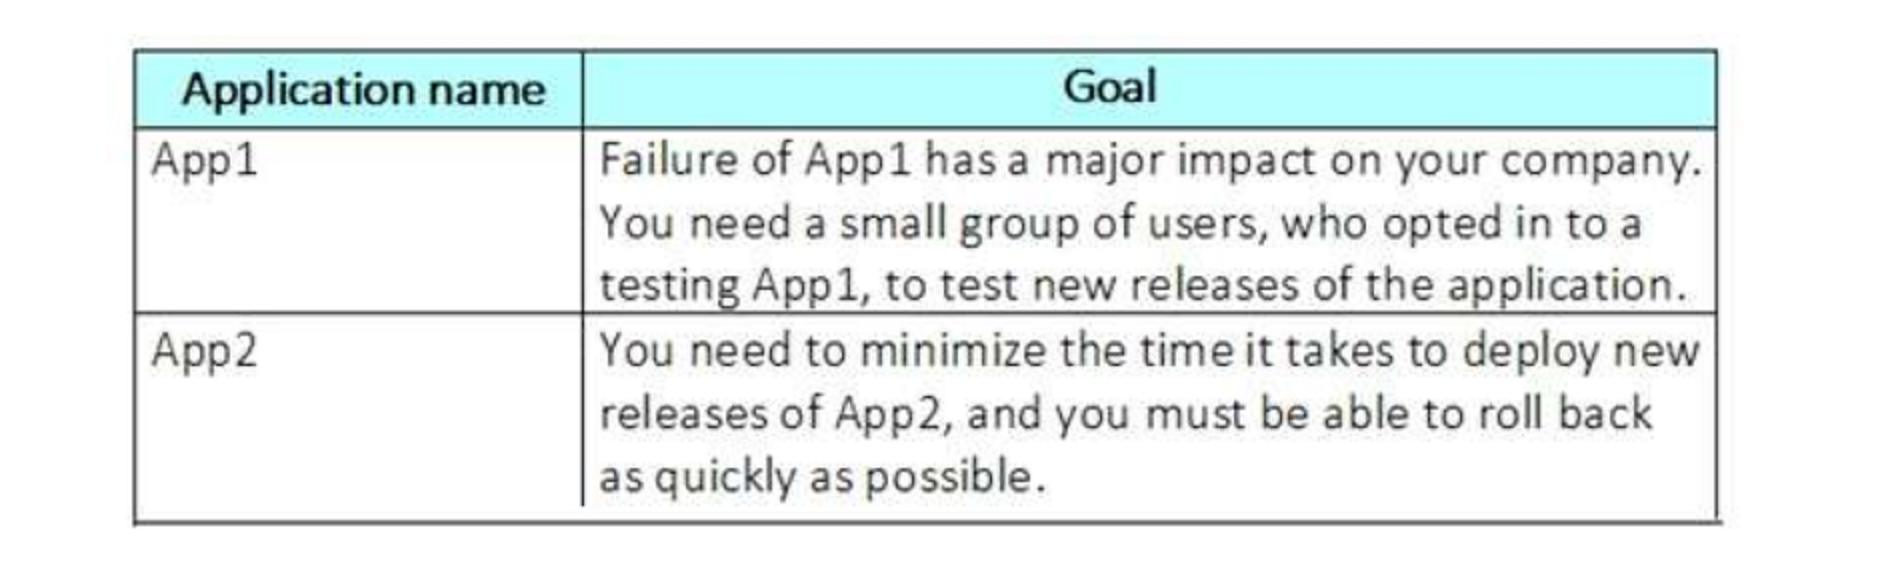 Application name
Goal
App1
Failure of App1 has a major impact on your company.
You need a small group of users, who opted in to a
testing App1, to test new releases of the application.
App2
You need to minimize the time it takes to deploy new
releases of App2, and you must be able to roll back
as quickly as possible.